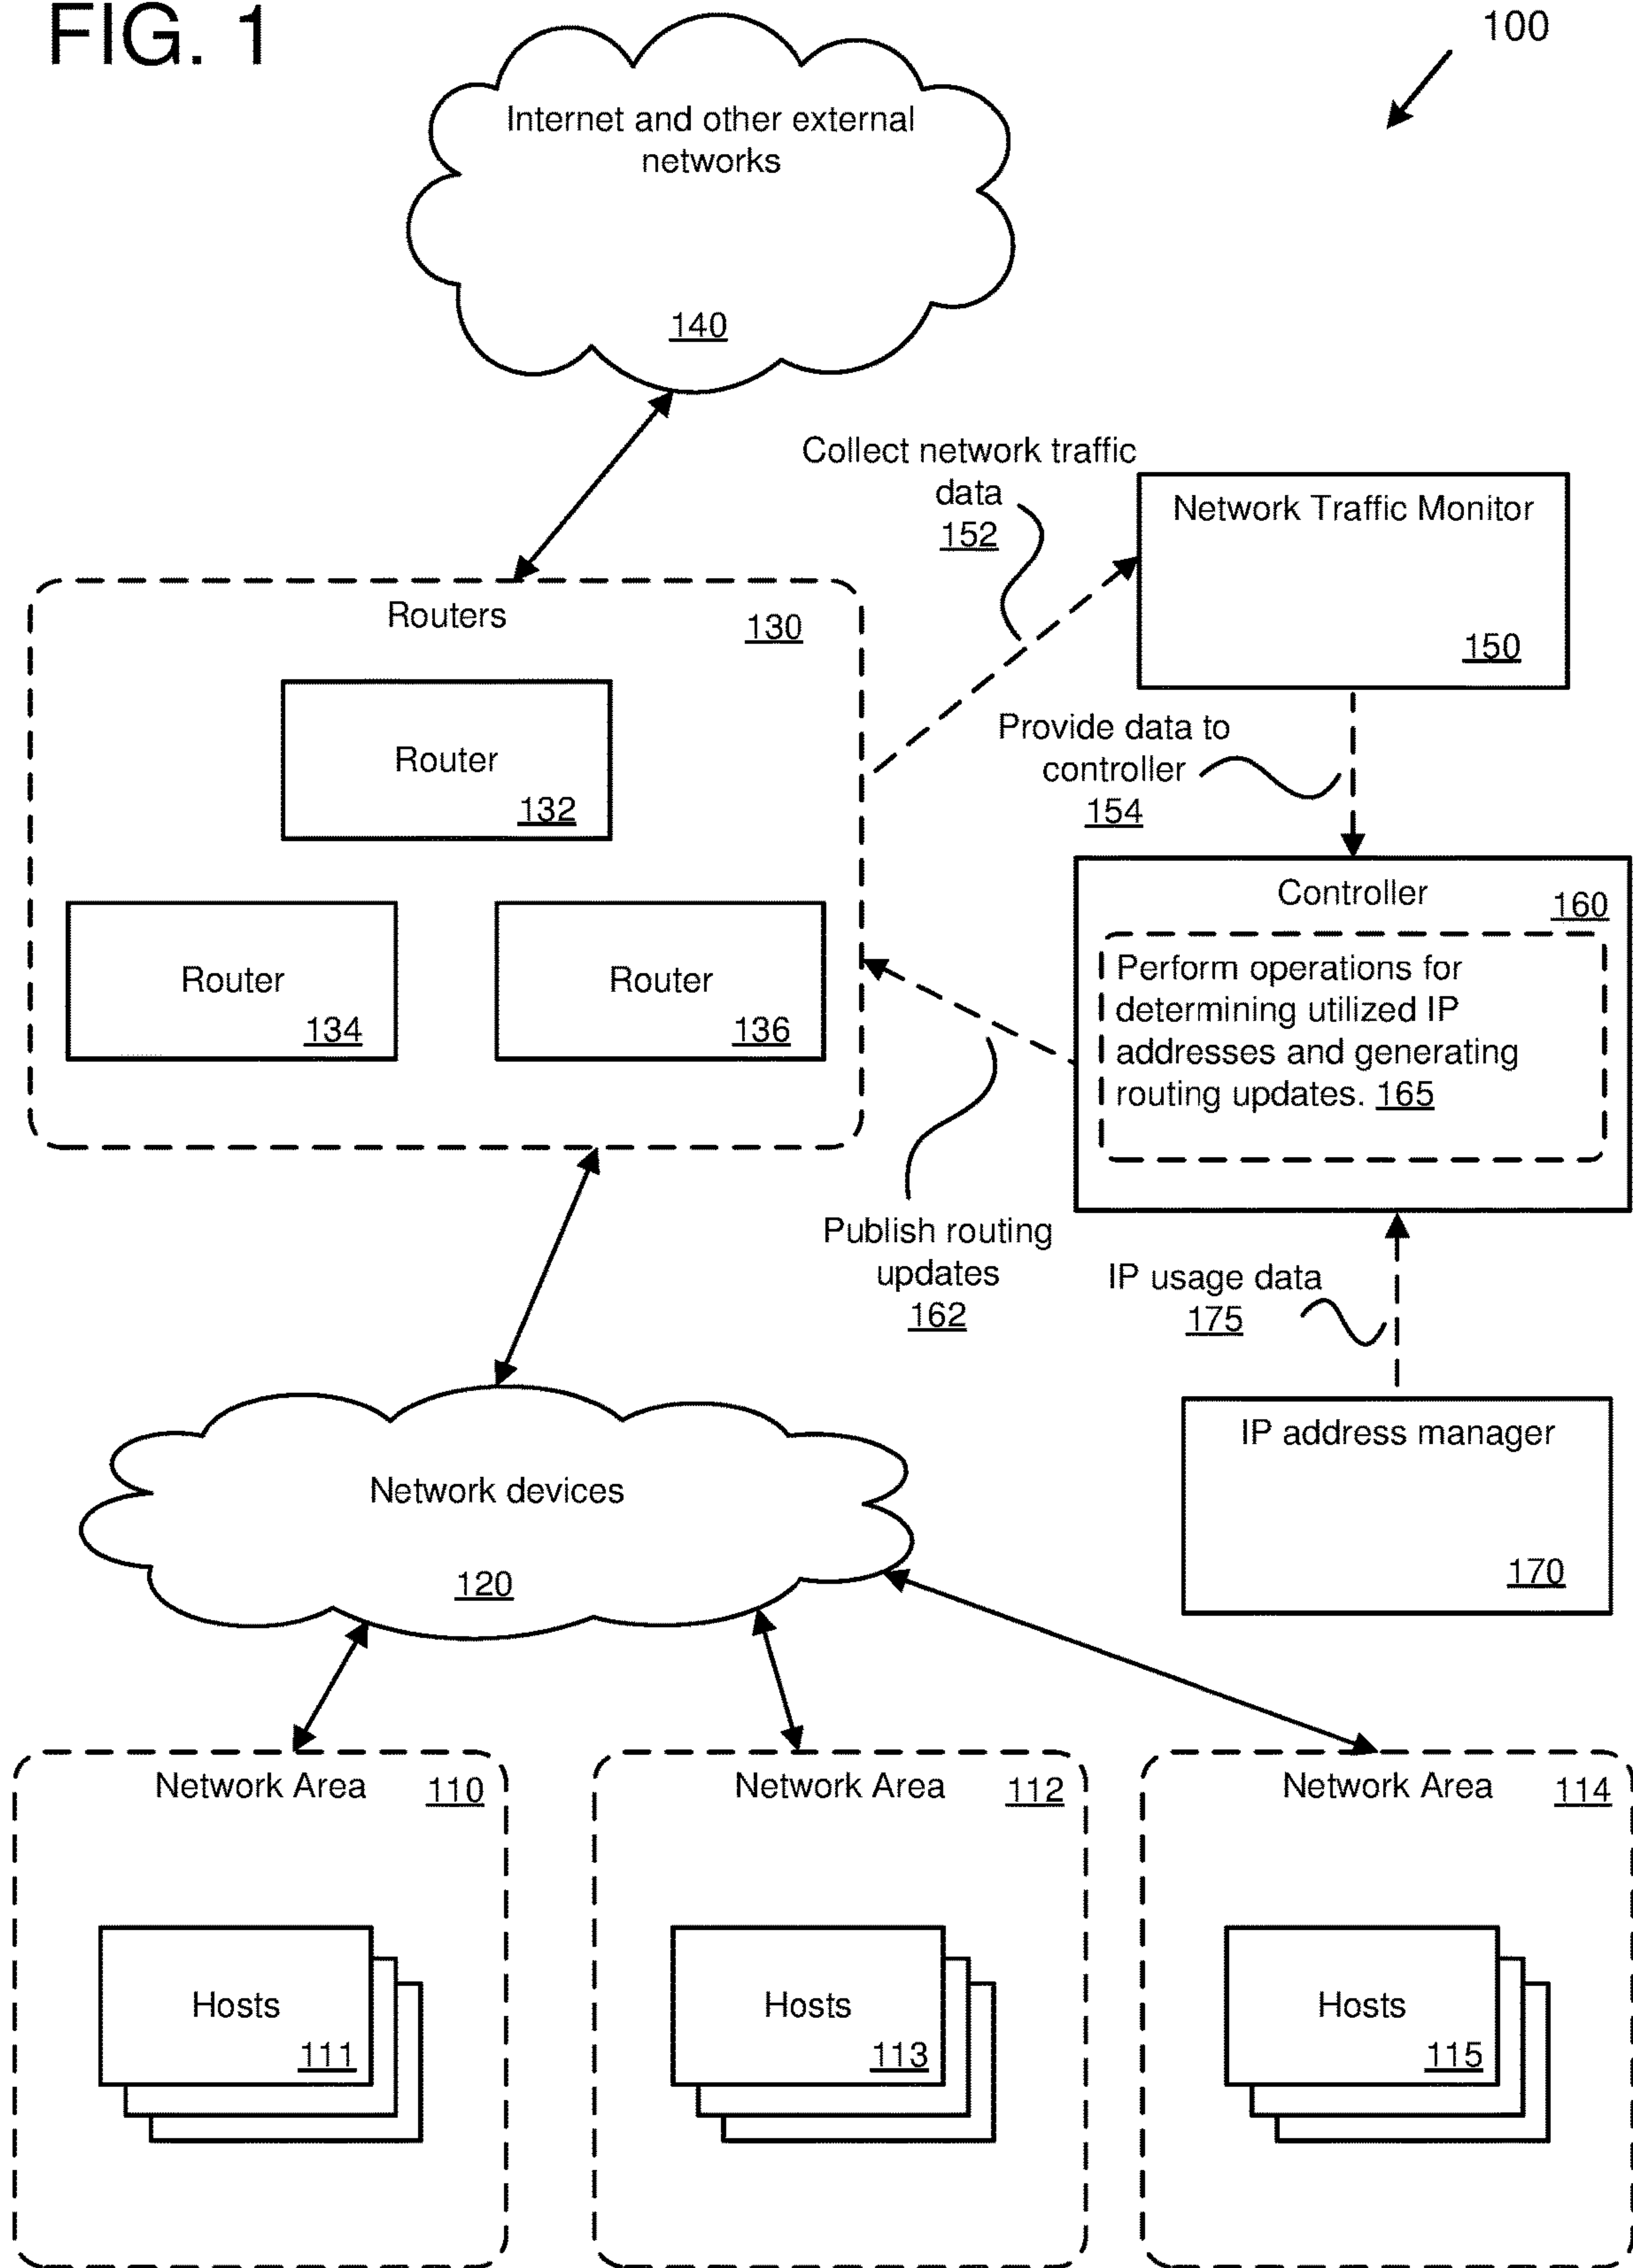 FIG. 1
100
Internet and other external
networks
140
Collect network traffic
data
152
Network Traffic Monitor
150
Routers
130
Router
132
Router
134
Router
136
Provide data to
controller
154
Controller
160
Perform operations for
determining utilized IP
addresses and generating
routing updates. 165
Publish routing
updates
162
IP usage data
175
IP address manager
170
Network devices
120
Network Area
110
Hosts
111
Network Area
112
Hosts
113
Network Area
114
Hosts
115